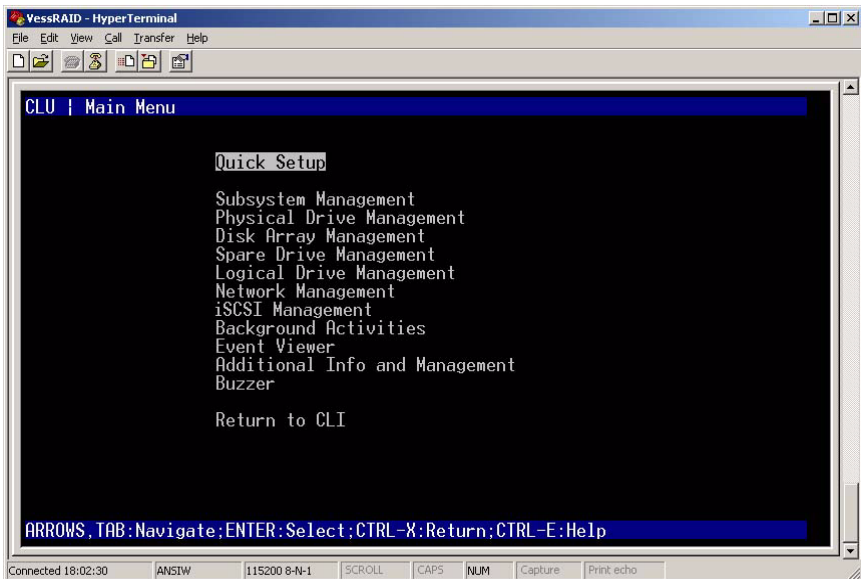 VessRAID - HyperTerminal
File Edit View Call Transfer Help
CLU | Main Menu
Quick Setup
Subsystem Management
Physical Drive Management
Disk Array Management
Spare Drive Management
Logical Drive Management
Network Management
iSCSI Management
Background Activities
Event Viewer
Additional Info and Management
Buzzer
Return to CLI
ARROWS,TAB:Navigate;ENTER:Select;CTRL-X:Return;CTRL-E:Help
Connected 18:02:30 ANSIW 115200 8-N-1 SCROLL CAPS NUM Capture Print echo